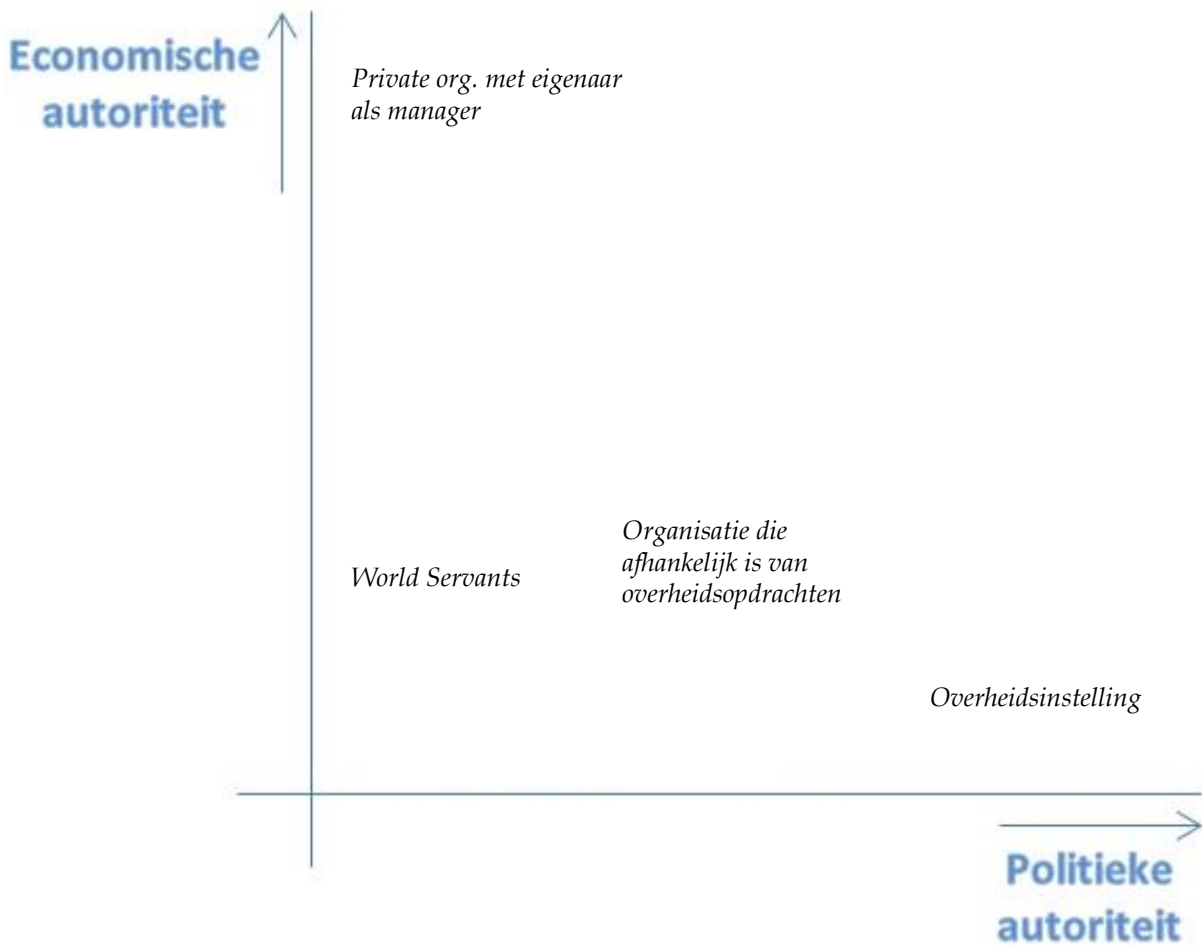 Economische
autoriteit
Private org. met eigenaar
als manager
World Servants
Organisatie die
afhankelijk is van
overheidsopdrachten
Overheidsinstelling
Politieke
autoriteit